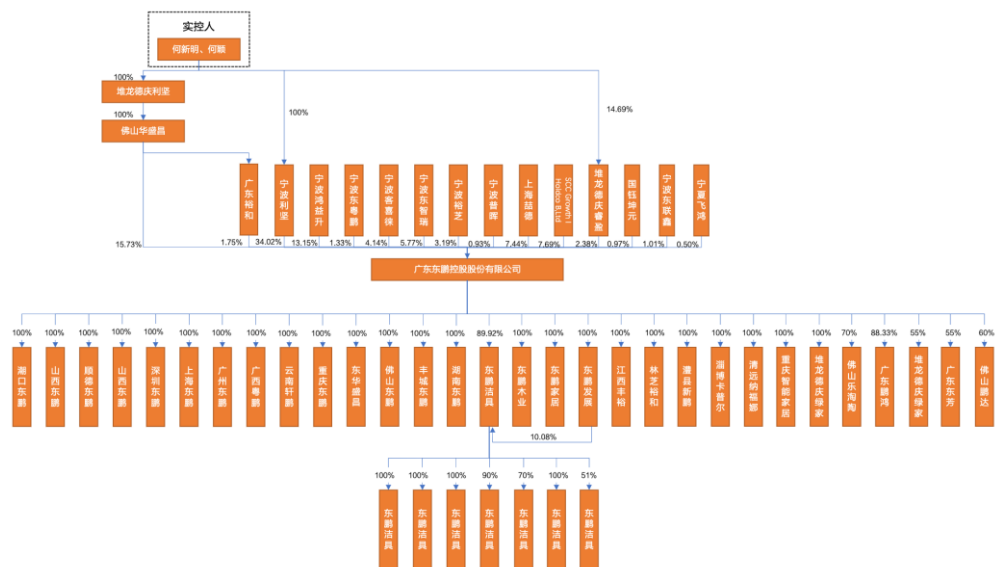 实控人
何新明、何颖
100%
堆龙德庆利坚
100%
14.69%
100%
佛山华盛昌
广东裕和
宁波利坚
宁波鸿益升
宁波东粤鹏
宁波客喜徕
宁波东智瑞
宁波裕芝
宁波普晖
上海喆德
SCC Growth I Holdco B,Ltd
堆龙德庆睿盈
国钰坤元
宁波东联鑫
宁夏飞鸿
15.73%
1.75%
34.02%
13.15%
1.33%
4.14%
5.77%
3.19%
0.93%
7.44%
7.69%
2.38%
0.97%
1.01%
0.50%
广东东鹏控股股份有限公司
100%
100%
100%
100%
100%
100%
100%
100%
100%
100%
100%
100%
100%
100%
89.92%
100%
100%
100%
100%
100%
100%
100%
100%
100%
100%
70%
88.33%
55%
55%
60%
湖口东鹏
山西东鹏
顺德东鹏
山西东鹏
深圳东鹏
上海东鹏
广州东鹏
广西粤鹏
云南轩鹏
重庆东鹏
东华盛昌
佛山东鹏
丰城东鹏
湖南东鹏
东鹏洁具
东鹏木业
东鹏家居
东鹏发展
江西丰裕
林芝裕和
澧县新鹏
淄博卡普尔
清远纳福娜
重庆智能家居
堆龙德庆绿家
佛山乐淘陶
广东鹏鸿
堆龙德庆绿家
广东东芳
佛山鹏达
10.08%
100%
100%
100%
90%
70%
100%
51%
东鹏洁具
东鹏洁具
东鹏洁具
东鹏洁具
东鹏洁具
东鹏洁具
东鹏洁具